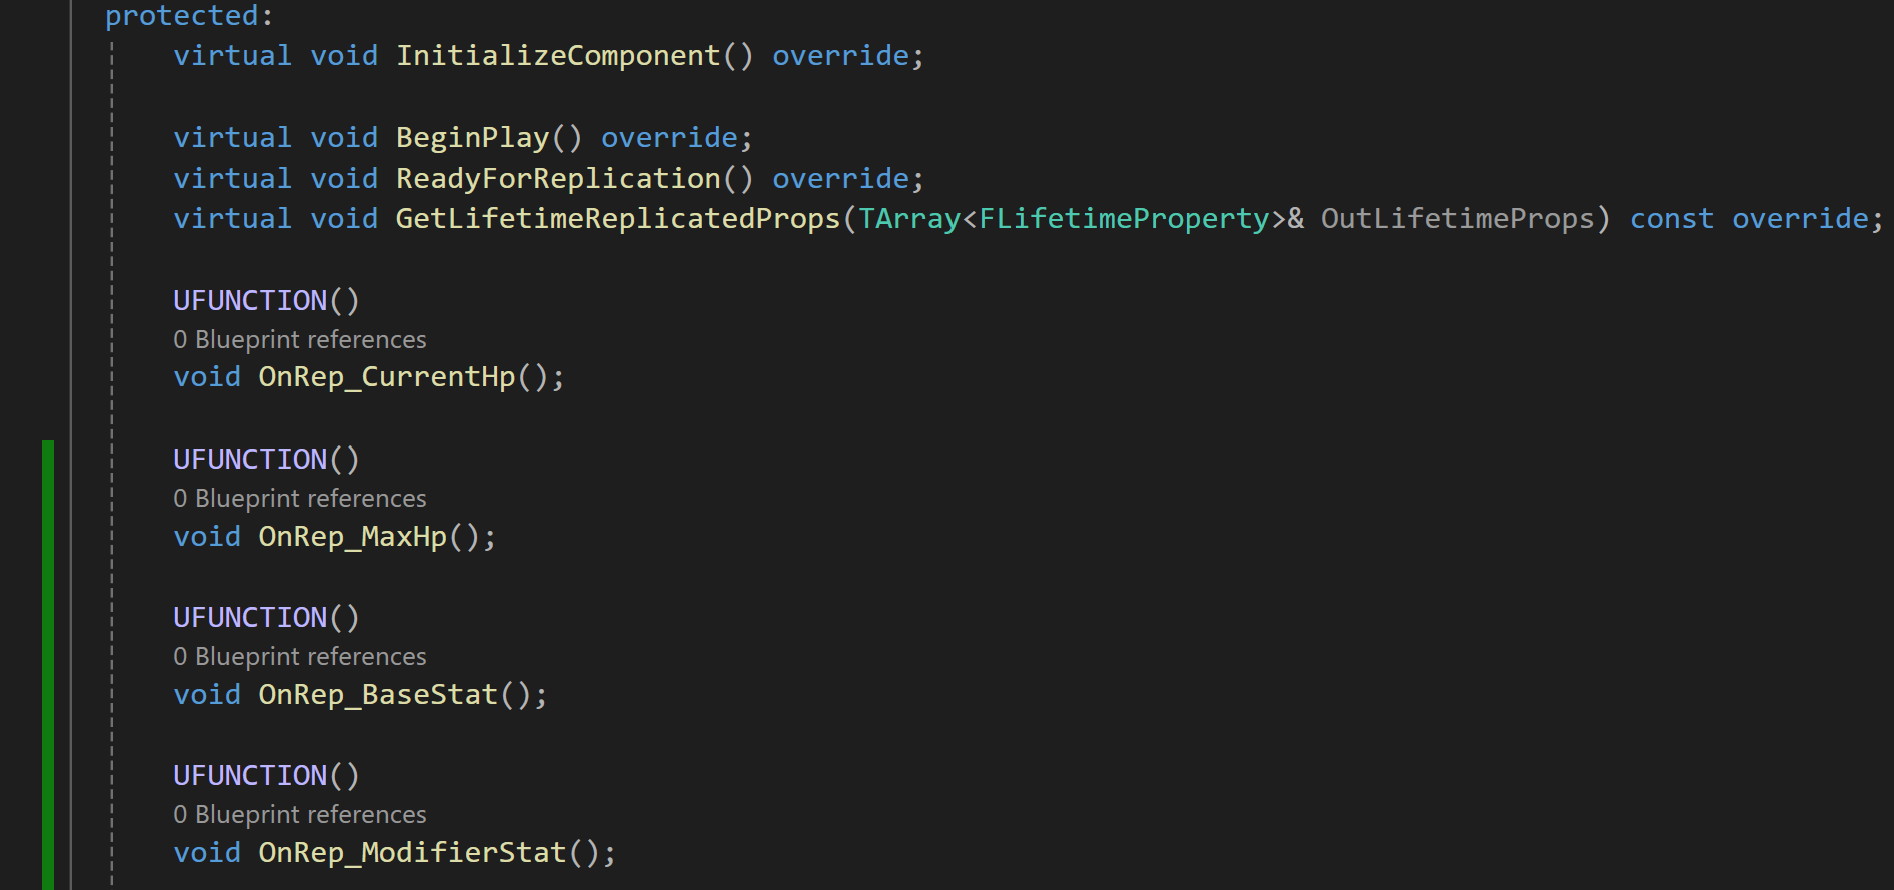 protected:
virtual void InitializeComponent() override;
virtual void BeginPlay() override;
virtual void ReadyForReplication() override;
virtual void GetLifetimeReplicatedProps(TArray<FLifetimeProperty>& OutLifetimeProps) const override;
UFUNCTION()
0 Blueprint references
void OnRep_CurrentHp();
UFUNCTION()
0 Blueprint references
void OnRep_MaxHp();
UFUNCTION()
0 Blueprint references
void OnRep_BaseStat();
UFUNCTION()
0 Blueprint references
void OnRep_ModifierStat();